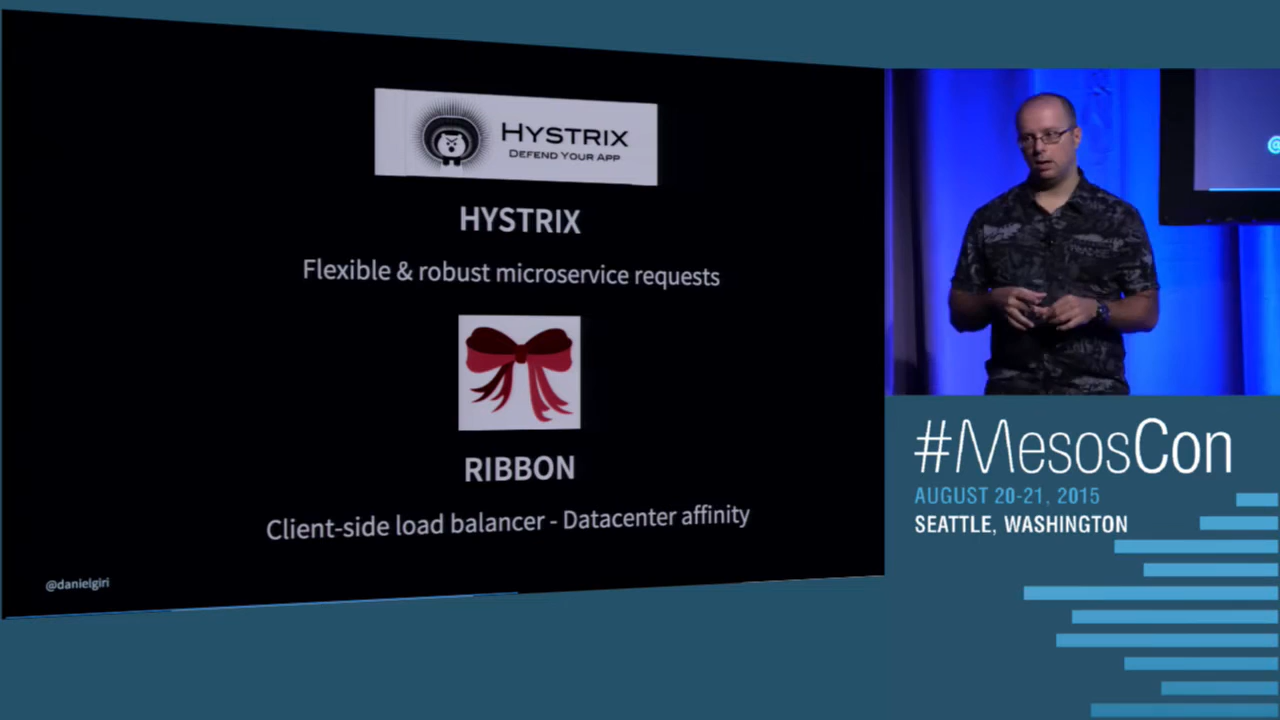 HYSTRIX
DEFEND YOUR APP
HYSTRIX
Flexible & robust microservice requests
RIBBON
Client-side load balancer - Datacenter affinity
@danielgiri
@
#MesosCon
AUGUST 20-21, 2015
SEATTLE, WASHINGTON